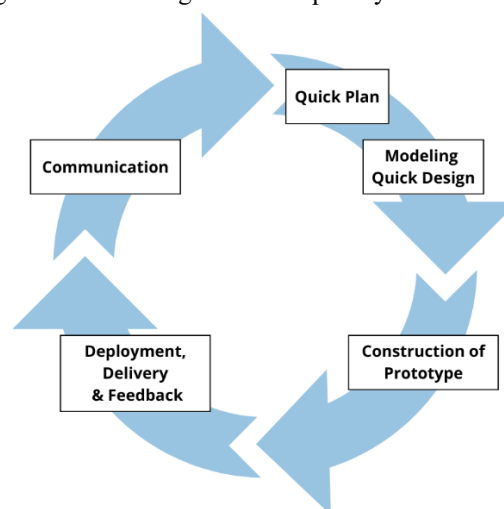 Quick Plan
Modeling
Quick Design
Communication
Construction of
Prototype
Deployment,
Delivery
& Feedback